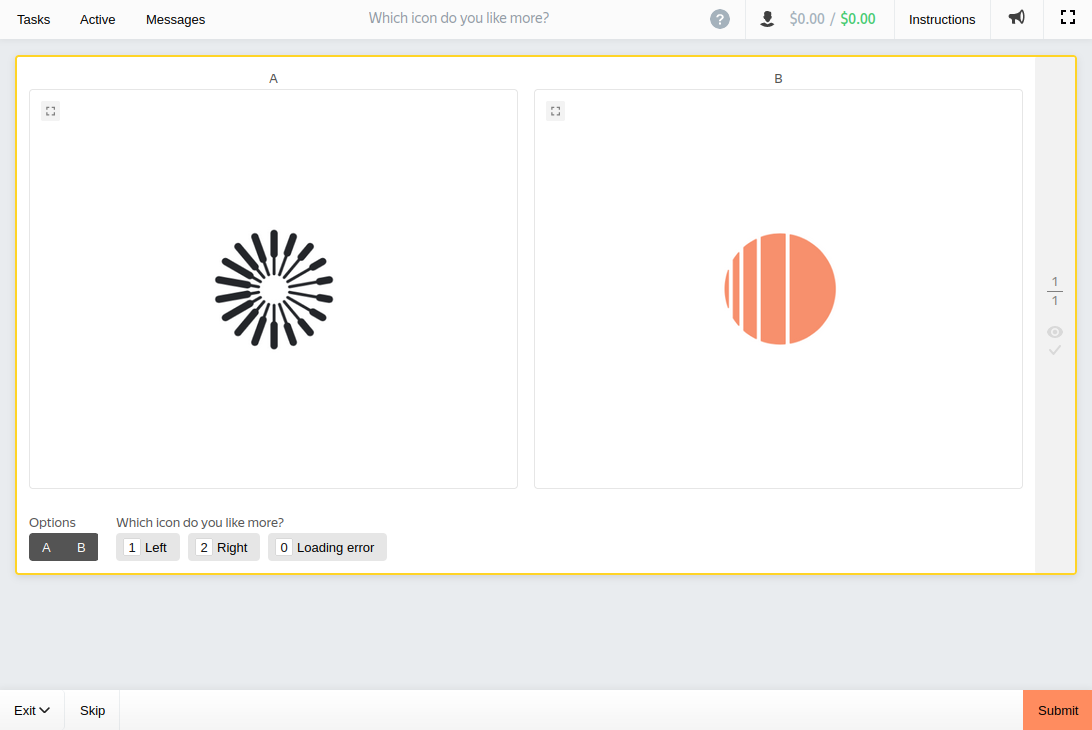 Tasks Active Messages Which icon do you like more? ? $0.00 / $0.00 Instructions
A B
1
1
Options Which icon do you like more?
A B 1 Left 2 Right 0 Loading error
Exit Skip Submit